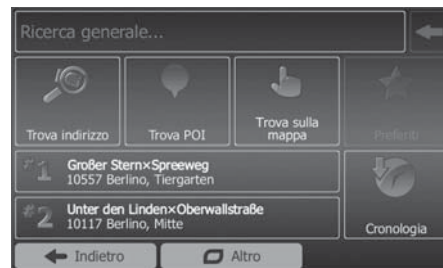 Ricerca generale...
Trova indirizzo
Trova POI
Trova sulla
mappa
Preferiti
#1 Großer Stern×Spreeweg
10557 Berlino, Tiergarten
#2 Unter den Linden×Oberwallstraße
10117 Berlino, Mitte
Cronologia
Indietro
Altro